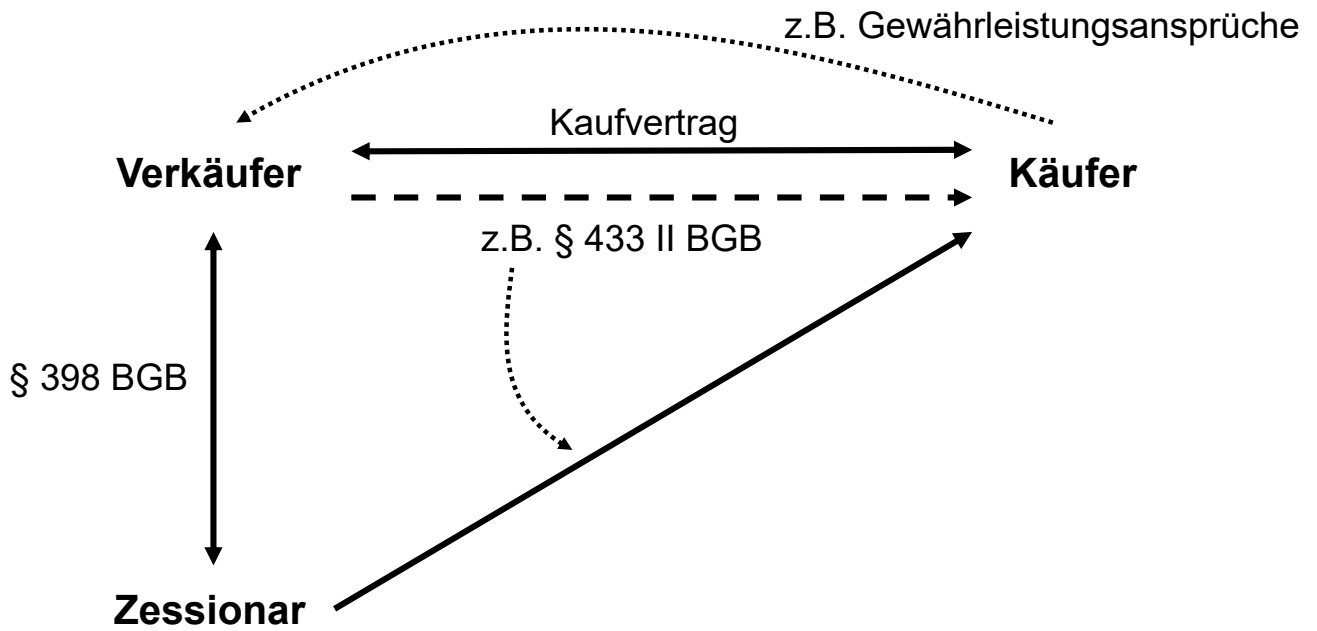 z.B. Gewährleistungsansprüche
Kaufvertrag
Verkäufer
Käufer
z.B. § 433 II BGB
§ 398 BGB
Zessionar